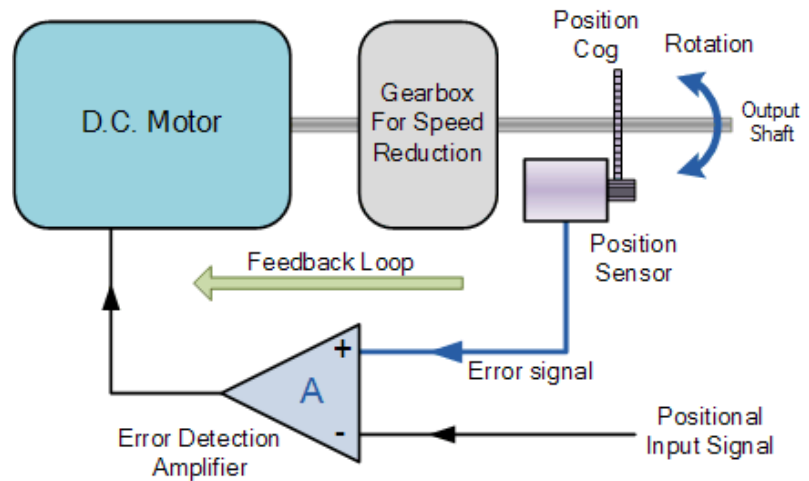 Position
Cog
Rotation
D.C. Motor
Gearbox
For Speed
Reduction
Output
Shaft
Position
Sensor
Feedback Loop
+
A
-
Error signal
Error Detection
Amplifier
Positional
Input Signal